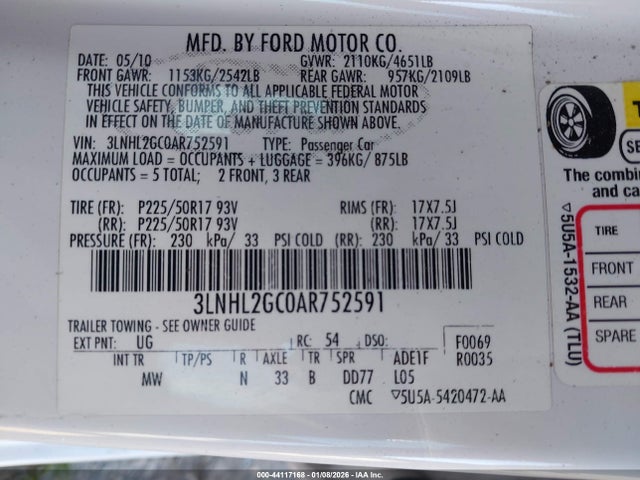 MFD. BY FORD MOTOR CO.
DATE: 05/10 GVWR: 2110KG/4651LB
FRONT GAWR: 1153KG/2542LB REAR GAWR: 957KG/2109LB
THIS VEHICLE CONFORMS TO ALL APPLICABLE FEDERAL MOTOR
VEHICLE SAFETY, BUMPER, AND THEFT PREVENTION STANDARDS
IN EFFECT ON THE DATE OF MANUFACTURE SHOWN ABOVE.
VIN: 3LNHL2GC0AR752591 TYPE: Passenger Car
MAXIMUM LOAD = OCCUPANTS + LUGGAGE = 396KG/ 875LB
OCCUPANTS = 5 TOTAL; 2 FRONT, 3 REAR
TIRE (FR): P225/50R17 93V RIMS (FR): 17X7.5J
(RR): P225/50R17 93V (RR): 17X7.5J
PRESSURE (FR): 230 kPa/ 33 PSI COLD (RR): 230 kPa/ 33 PSI COLD
3LNHL2GC0AR752591
TRAILER TOWING - SEE OWNER GUIDE
EXT PNT: UG RC: 54 DSO: F0069
INT TR TP/PS R AXLE TR SPR ADE1F R0035
MW N 33 B DD77 L05
CMC ▽5U5A-5420472-AA
The combin
and ca
TIRE
FRONT
REAR
SPARE
▽5U5A-1532-AA (TLU)
000-44117168 | 01/08/2026 | IAA Inc.